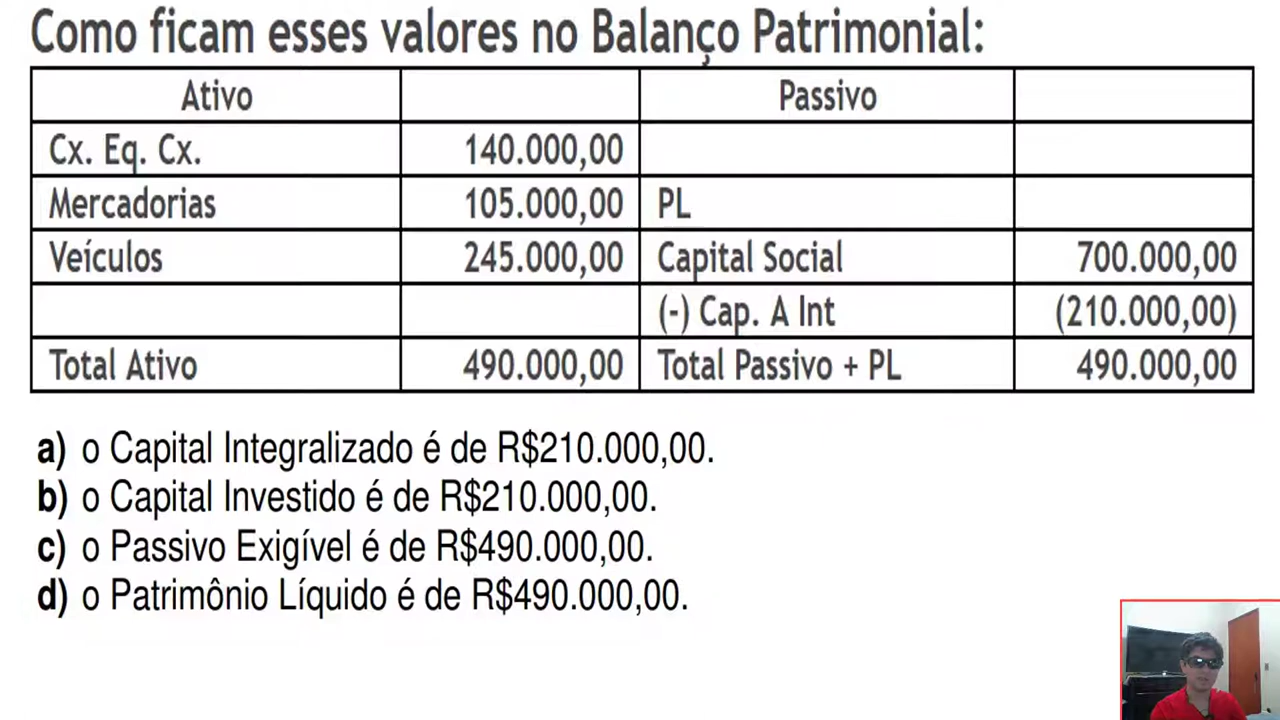 Como ficam esses valores no Balanço Patrimonial:
Ativo Passivo
Cx. Eq. Cx. 140.000,00
Mercadorias 105.000,00 PL
Veículos 245.000,00 Capital Social 700.000,00
(-) Cap. A Int (210.000,00)
Total Ativo 490.000,00 Total Passivo + PL 490.000,00
a) o Capital Integralizado é de R$210.000,00.
b) o Capital Investido é de R$210.000,00.
c) o Passivo Exigível é de R$490.000,00.
d) o Patrimônio Líquido é de R$490.000,00.